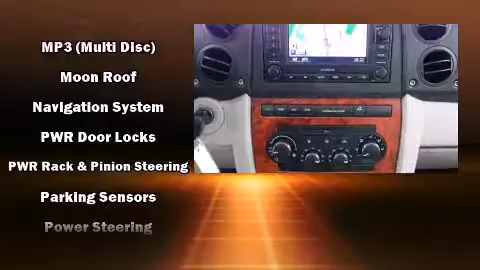 MP3 (Multi Disc)
Moon Roof
Navigation System
PWR Door Locks
PWR Rack & Pinion Steering
Parking Sensors
Power Steering